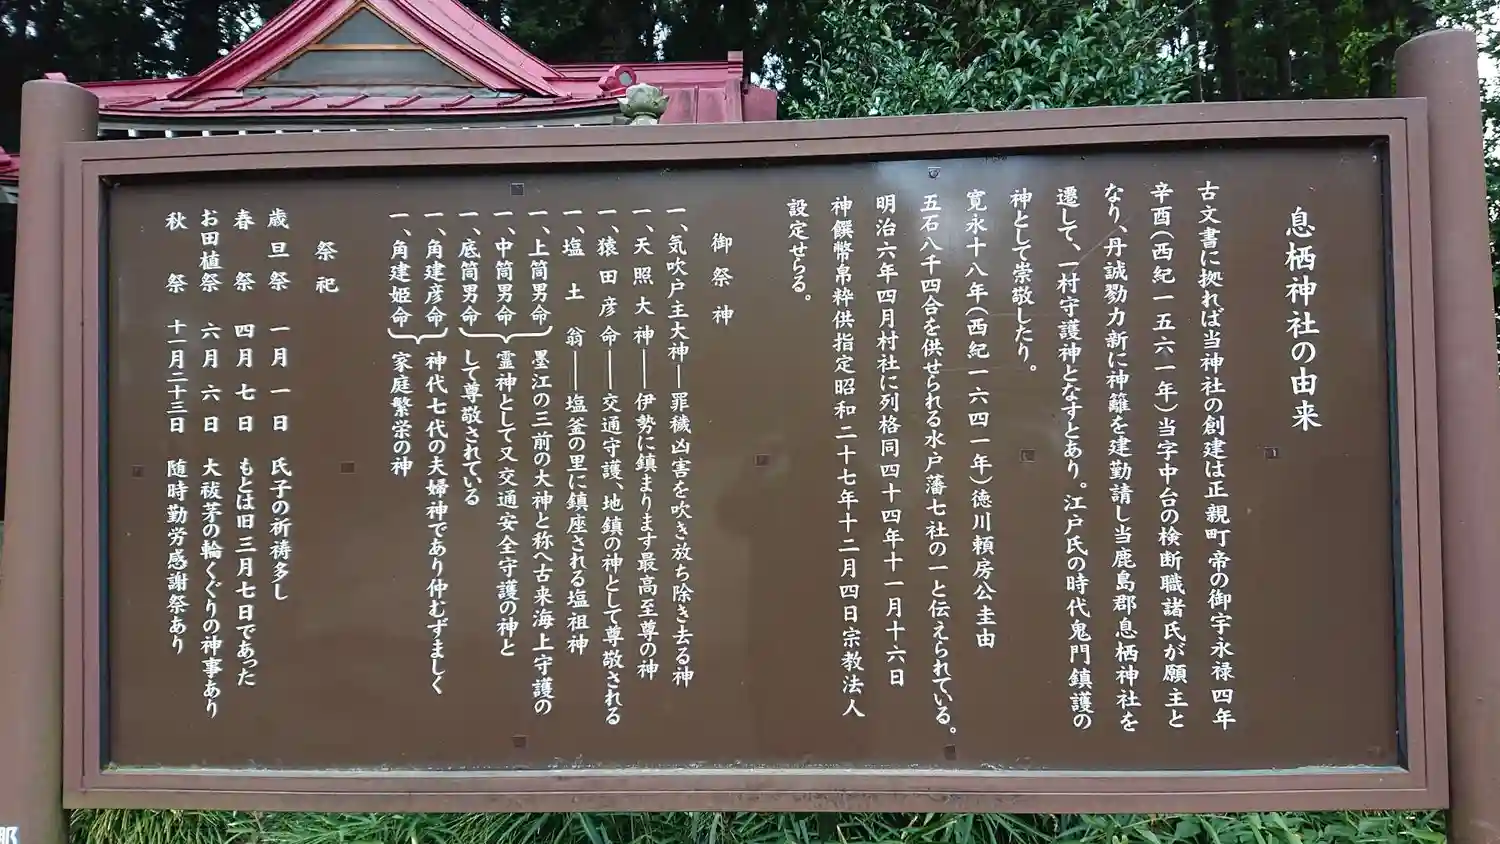 息栖神社の由来
古文書に拠れば当神社の創建は正親町帝の御宇永禄四年
辛酉(西紀一五六一年)当字中台の検断職諸氏が願主と
なり、丹誠勠力新に神籬を建勤請し当鹿島郡息栖神社を
遷して、一村守護神となすとあり。江戸氏の時代鬼門鎮護の
神として崇敬したり。
寛永十八年(西紀一六四一年)徳川頼房公圭由
五石八千四合を供せられる水戸藩七社の一と伝えられている。
明治六年四月村社に列格同四十四年十一月十六日
神饌幣帛粋供指定昭和二十七年十二月四日宗教法人
設定せらる。
御祭神
一、気吹戸主大神―罪穢凶害を吹き放ち除き去る神
一、天照大神――伊勢に鎮まります最高至尊の神
一、猿田彦命――交通守護、地鎮の神として尊敬される
一、塩土翁――塩釜の里に鎮座される塩祖神
一、上筒男命 墨江の三前の大神と称へ古来海上守護の
一、中筒男命 霊神として又交通安全守護の神と
一、底筒男命 して尊敬されている
一、角建彦命 神代七代の夫婦神であり仲むずましく
一、角建姫命 家庭繁栄の神
祭祀
歳旦祭 一月一日 氏子の祈祷多し
春祭 四月七日 もとは旧三月七日であった
お田植祭 六月六日 大祓茅の輪くぐりの神事あり
秋祭 十一月二十三日 随時勤労感謝祭あり